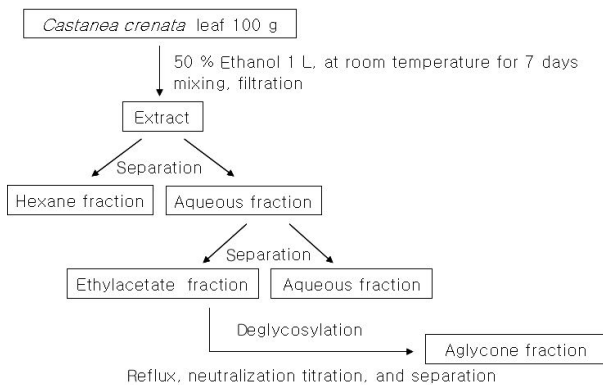 Castanea crenata leaf 100 g
50 % Ethanol 1 L, at room temperature for 7 days
mixing, filtration
Extract
Separation
Hexane fraction
Aqueous fraction
Separation
Ethylacetate fraction
Aqueous fraction
Deglycosylation
Aglycone fraction
Reflux, neutralization titration, and separation